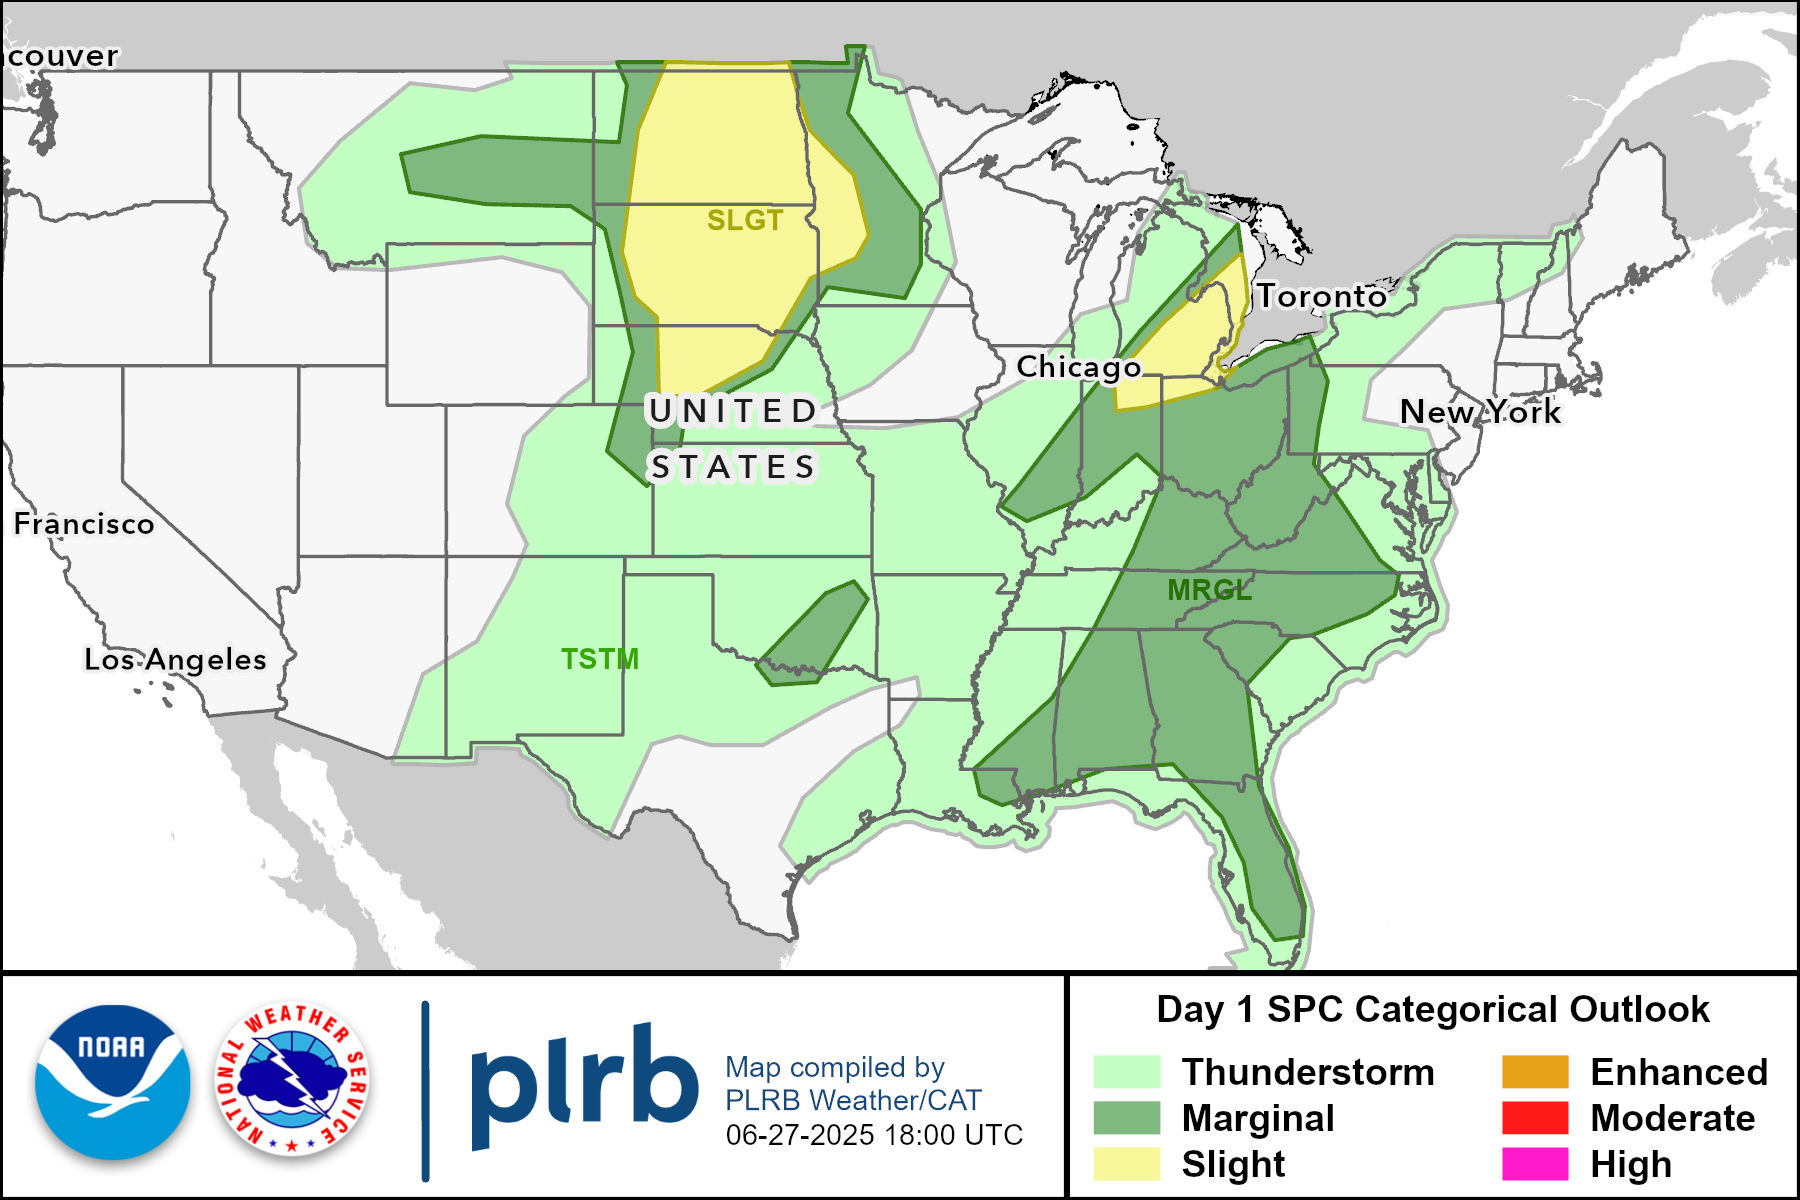 couver
SLGT
Toronto
Chicago
UNITED
New York
STATES
Francisco
MRGL
TSTM
Los Angeles
NOAA
NATIONAL WEATHER SERVICE
plrb
Map compiled by
PLRB Weather/CAT
06-27-2025 18:00 UTC
Day 1 SPC Categorical Outlook
Thunderstorm
Marginal
Slight
Enhanced
Moderate
High